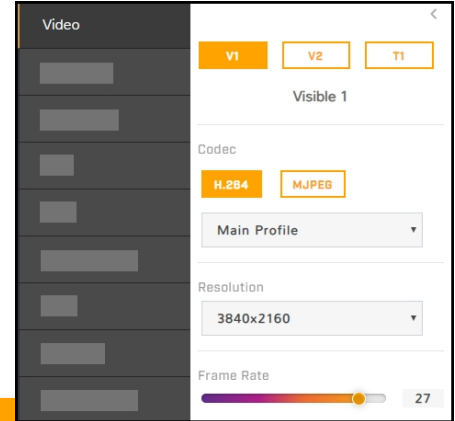 Video
V1 V2 T1
Visible 1
Codec
H.264 MJPEG
Main Profile
Resolution
3840x2160
Frame Rate
27